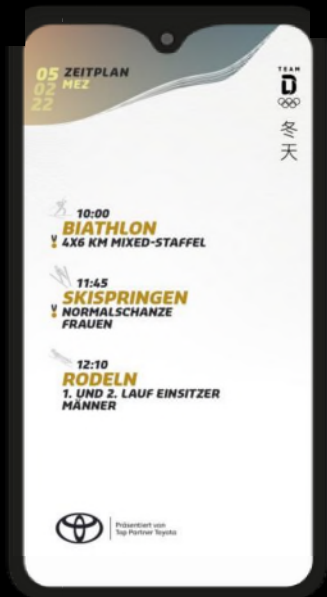 05 ZEITPLAN
02 MEZ
22
TEAM
D
冬
天
10:00
BIATHLON
4X6 KM MIXED-STAFFEL
11:45
SKISPRINGEN
NORMALSCHANZE
FRAUEN
12:10
RODELN
1. UND 2. LAUF EINSITZER
MÄNNER
Präsentiert von
Top Partner Toyota